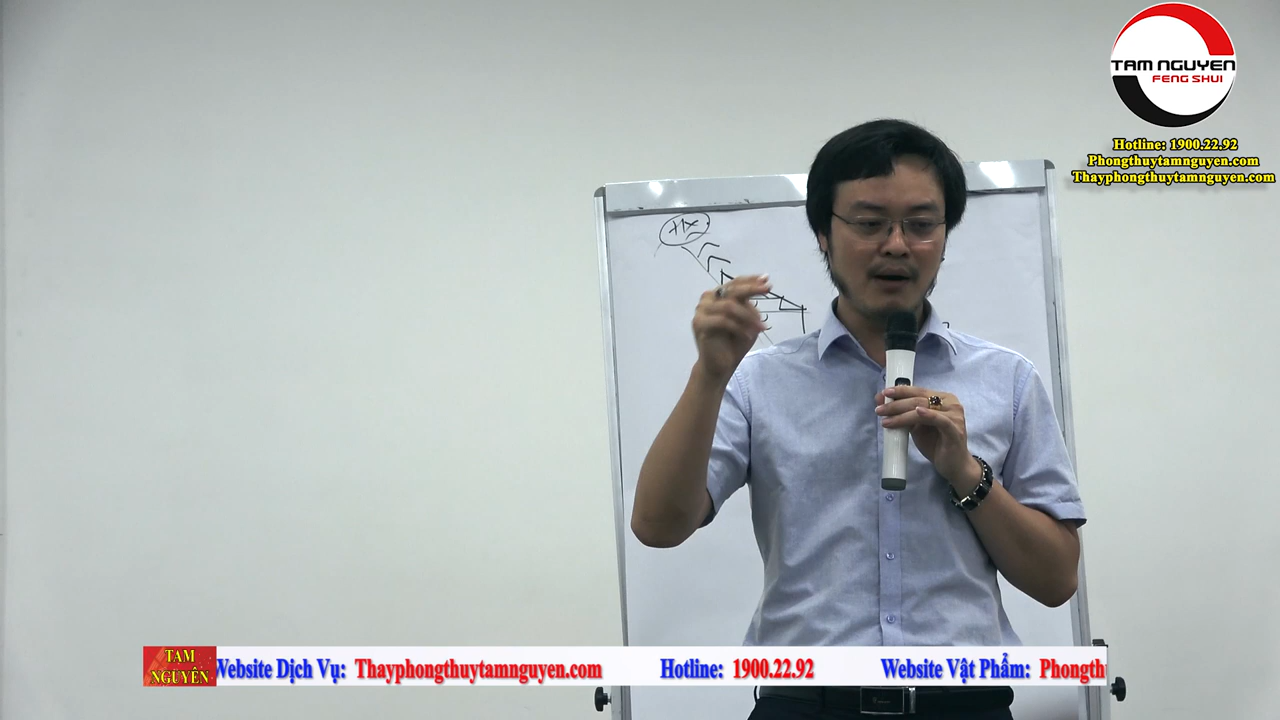 TAM NGUYEN
FENG SHUI
Hotline: 1900.22.92
Phongthuytamnguyen.com
Thayphongthuytamnguyen.com
TAM
NGUYÊN
Website Dịch Vụ: Thayphongthuytamnguyen.com Hotline: 1900.22.92 Website Vật Phẩm: Phongthu